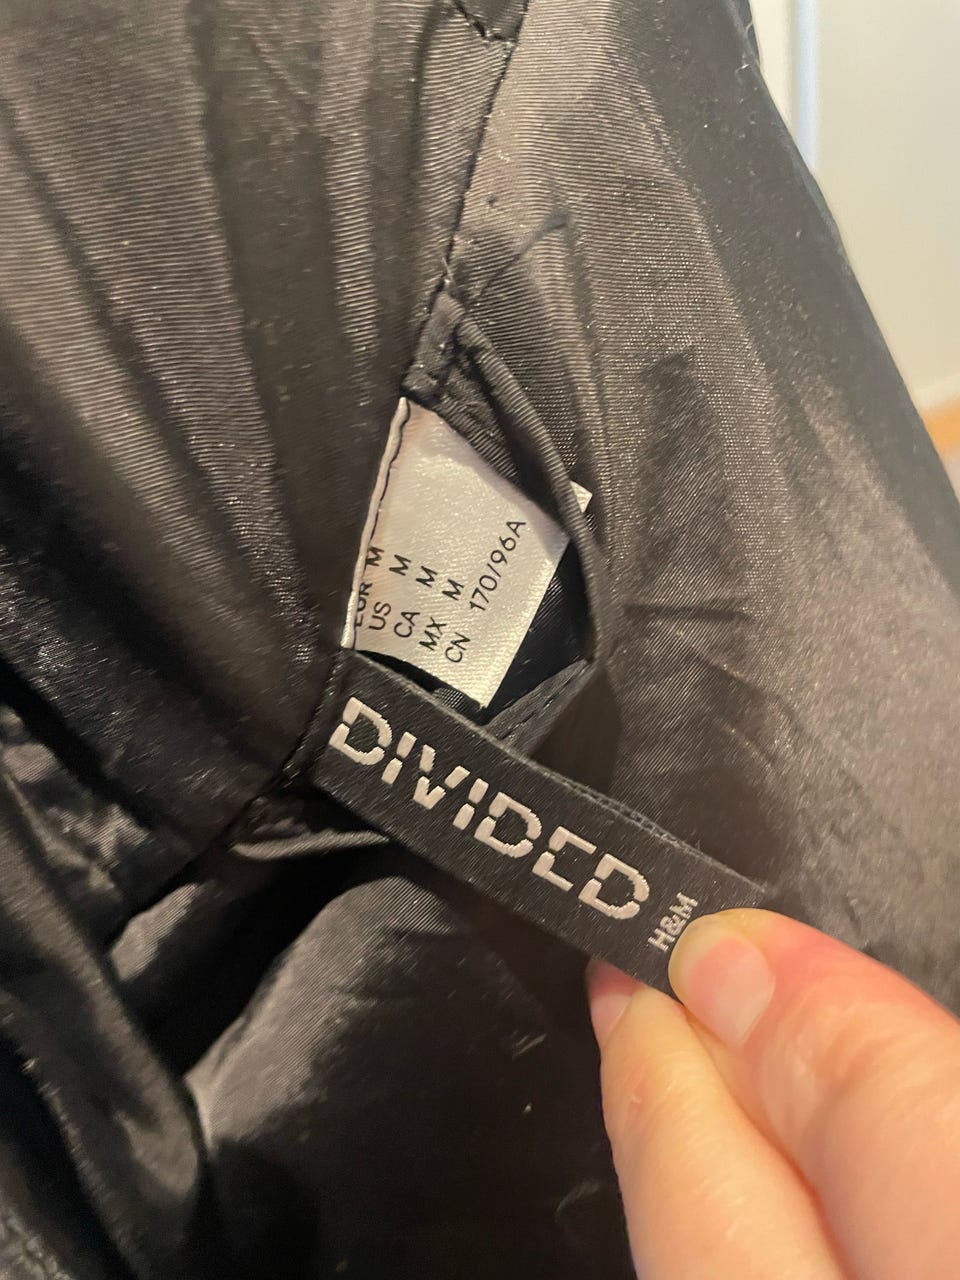 EUR M
US M
CA M
MX M
CN 170/96A
DIVIDED
H&M